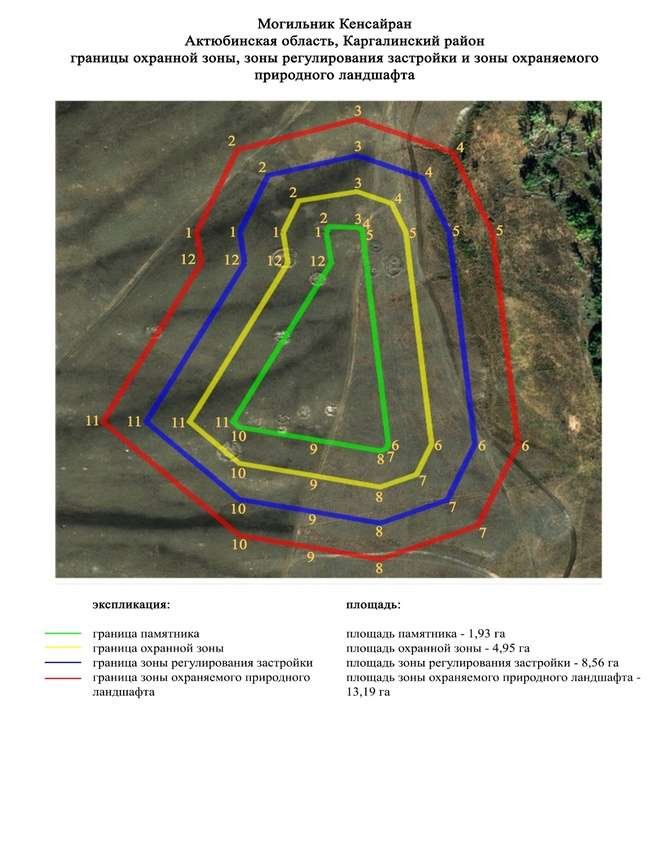 Могильник Кенсайран
Актюбинская область, Каргалинский район
границы охранной зоны, зоны регулирования застройки и зоны охраняемого
природного ландшафта
3
2
4
3
2
4
3
2
4
2 3 4
1 1 1 1 5 5 5 5
12 12 12 12
11 11 11 11
10 9 8 7 6 6 6 6
10 9 8 7
10 9 8 7
10 9 8 7
экспликация:
граница памятника
граница охранной зоны
граница зоны регулирования застройки
граница зоны охраняемого природного
ландшафта
площадь:
площадь памятника - 1,93 га
площадь охранной зоны - 4,95 га
площадь зоны регулирования застройки - 8,56 га
площадь зоны охраняемого природного ландшафта -
13,19 га